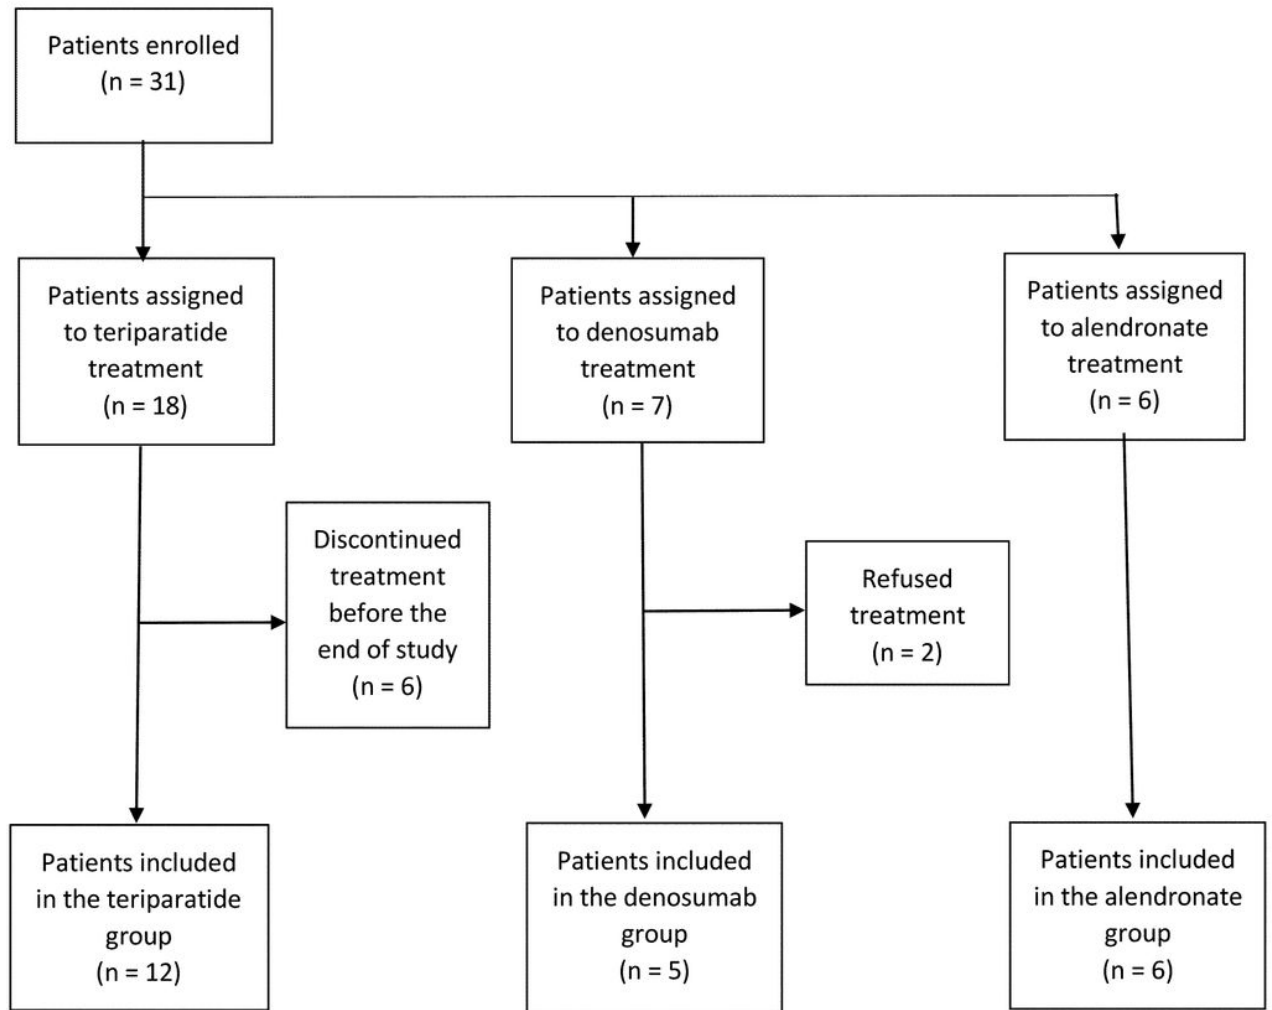 Patients enrolled
(n = 31)
Patients assigned
to teriparatide
treatment
(n = 18)
Patients assigned
to denosumab
treatment
(n = 7)
Patients assigned
to alendronate
treatment
(n = 6)
Discontinued
treatment
before the
end of study
(n = 6)
Refused
treatment
(n = 2)
Patients included
in the teriparatide
group
(n = 12)
Patients included
in the denosumab
group
(n = 5)
Patients included
in the alendronate
group
(n = 6)